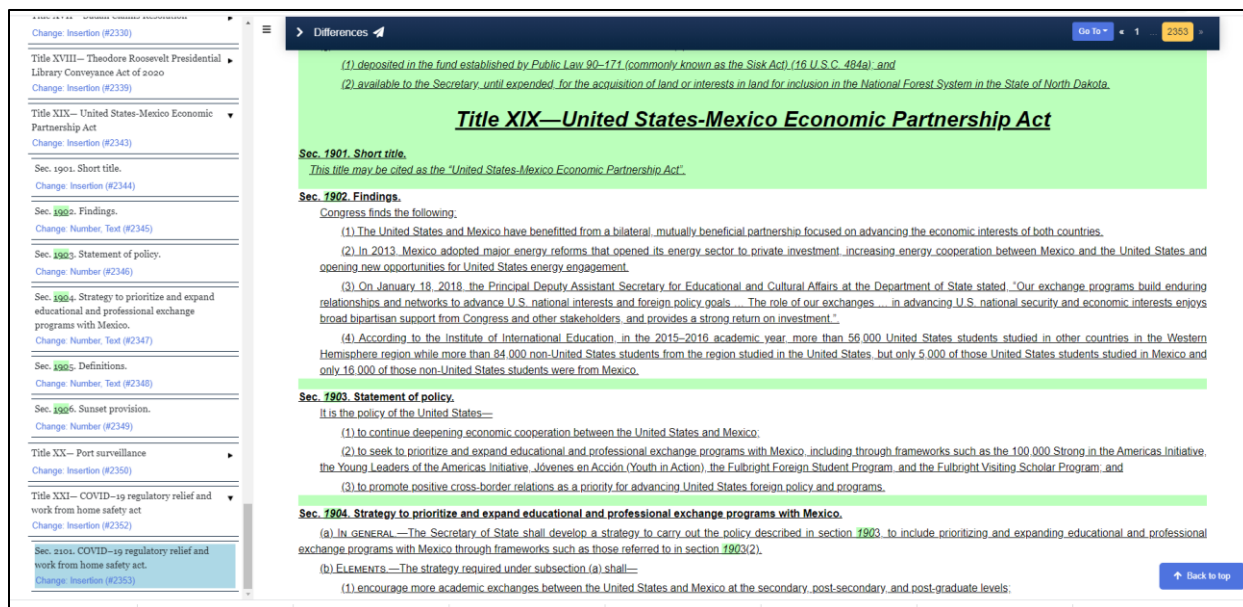 Change: Insertion (#2330)
Title XVIII— Theodore Roosevelt Presidential
Library Conveyance Act of 2020
Change: Insertion (#2339)
Title XIX— United States-Mexico Economic
Partnership Act
Change: Insertion (#2343)
Sec. 1901. Short title.
Change: Insertion (#2344)
Sec. 1902. Findings.
Change: Number, Text (#2345)
Sec. 1903. Statement of policy.
Change: Number (#2346)
Sec. 1904. Strategy to prioritize and expand
educational and professional exchange
programs with Mexico.
Change: Number, Text (#2347)
Sec. 1905. Definitions.
Change: Number, Text (#2348)
Sec. 1906. Sunset provision.
Change: Number (#2349)
Title XX— Port surveillance
Change: Insertion (#2350)
Title XXI— COVID–19 regulatory relief and
work from home safety act
Change: Insertion (#2352)
Sec. 2101. COVID–19 regulatory relief and
work from home safety act.
Change: Insertion (#2353)
Differences
Go To
« 1 ... 2353 »
(1) deposited in the fund established by Public Law 90–171 (commonly known as the Sisk Act) (16 U.S.C. 484a); and
(2) available to the Secretary, until expended, for the acquisition of land or interests in land for inclusion in the National Forest System in the State of North Dakota.
Title XIX—United States-Mexico Economic Partnership Act
Sec. 1901. Short title.
This title may be cited as the “United States-Mexico Economic Partnership Act”.
Sec. 1902. Findings.
Congress finds the following:
(1) The United States and Mexico have benefitted from a bilateral, mutually beneficial partnership focused on advancing the economic interests of both countries.
(2) In 2013, Mexico adopted major energy reforms that opened its energy sector to private investment, increasing energy cooperation between Mexico and the United States and
opening new opportunities for United States energy engagement.
(3) On January 18, 2018, the Principal Deputy Assistant Secretary for Educational and Cultural Affairs at the Department of State stated, “Our exchange programs build enduring
relationships and networks to advance U.S. national interests and foreign policy goals ... The role of our exchanges ... in advancing U.S. national security and economic interests enjoys
broad bipartisan support from Congress and other stakeholders, and provides a strong return on investment.”.
(4) According to the Institute of International Education, in the 2015–2016 academic year, more than 56,000 United States students studied in other countries in the Western
Hemisphere region while more than 84,000 non-United States students from the region studied in the United States, but only 5,000 of those United States students studied in Mexico and
only 16,000 of those non-United States students were from Mexico.
Sec. 1903. Statement of policy.
It is the policy of the United States—
(1) to continue deepening economic cooperation between the United States and Mexico;
(2) to seek to prioritize and expand educational and professional exchange programs with Mexico, including through frameworks such as the 100,000 Strong in the Americas Initiative,
the Young Leaders of the Americas Initiative, Jóvenes en Acción (Youth in Action), the Fulbright Foreign Student Program, and the Fulbright Visiting Scholar Program; and
(3) to promote positive cross-border relations as a priority for advancing United States foreign policy and programs.
Sec. 1904. Strategy to prioritize and expand educational and professional exchange programs with Mexico.
(a) IN GENERAL.—The Secretary of State shall develop a strategy to carry out the policy described in section 1903, to include prioritizing and expanding educational and professional
exchange programs with Mexico through frameworks such as those referred to in section 1903(2).
(b) ELEMENTS.—The strategy required under subsection (a) shall—
(1) encourage more academic exchanges between the United States and Mexico at the secondary, post-secondary, and post-graduate levels;
Back to top